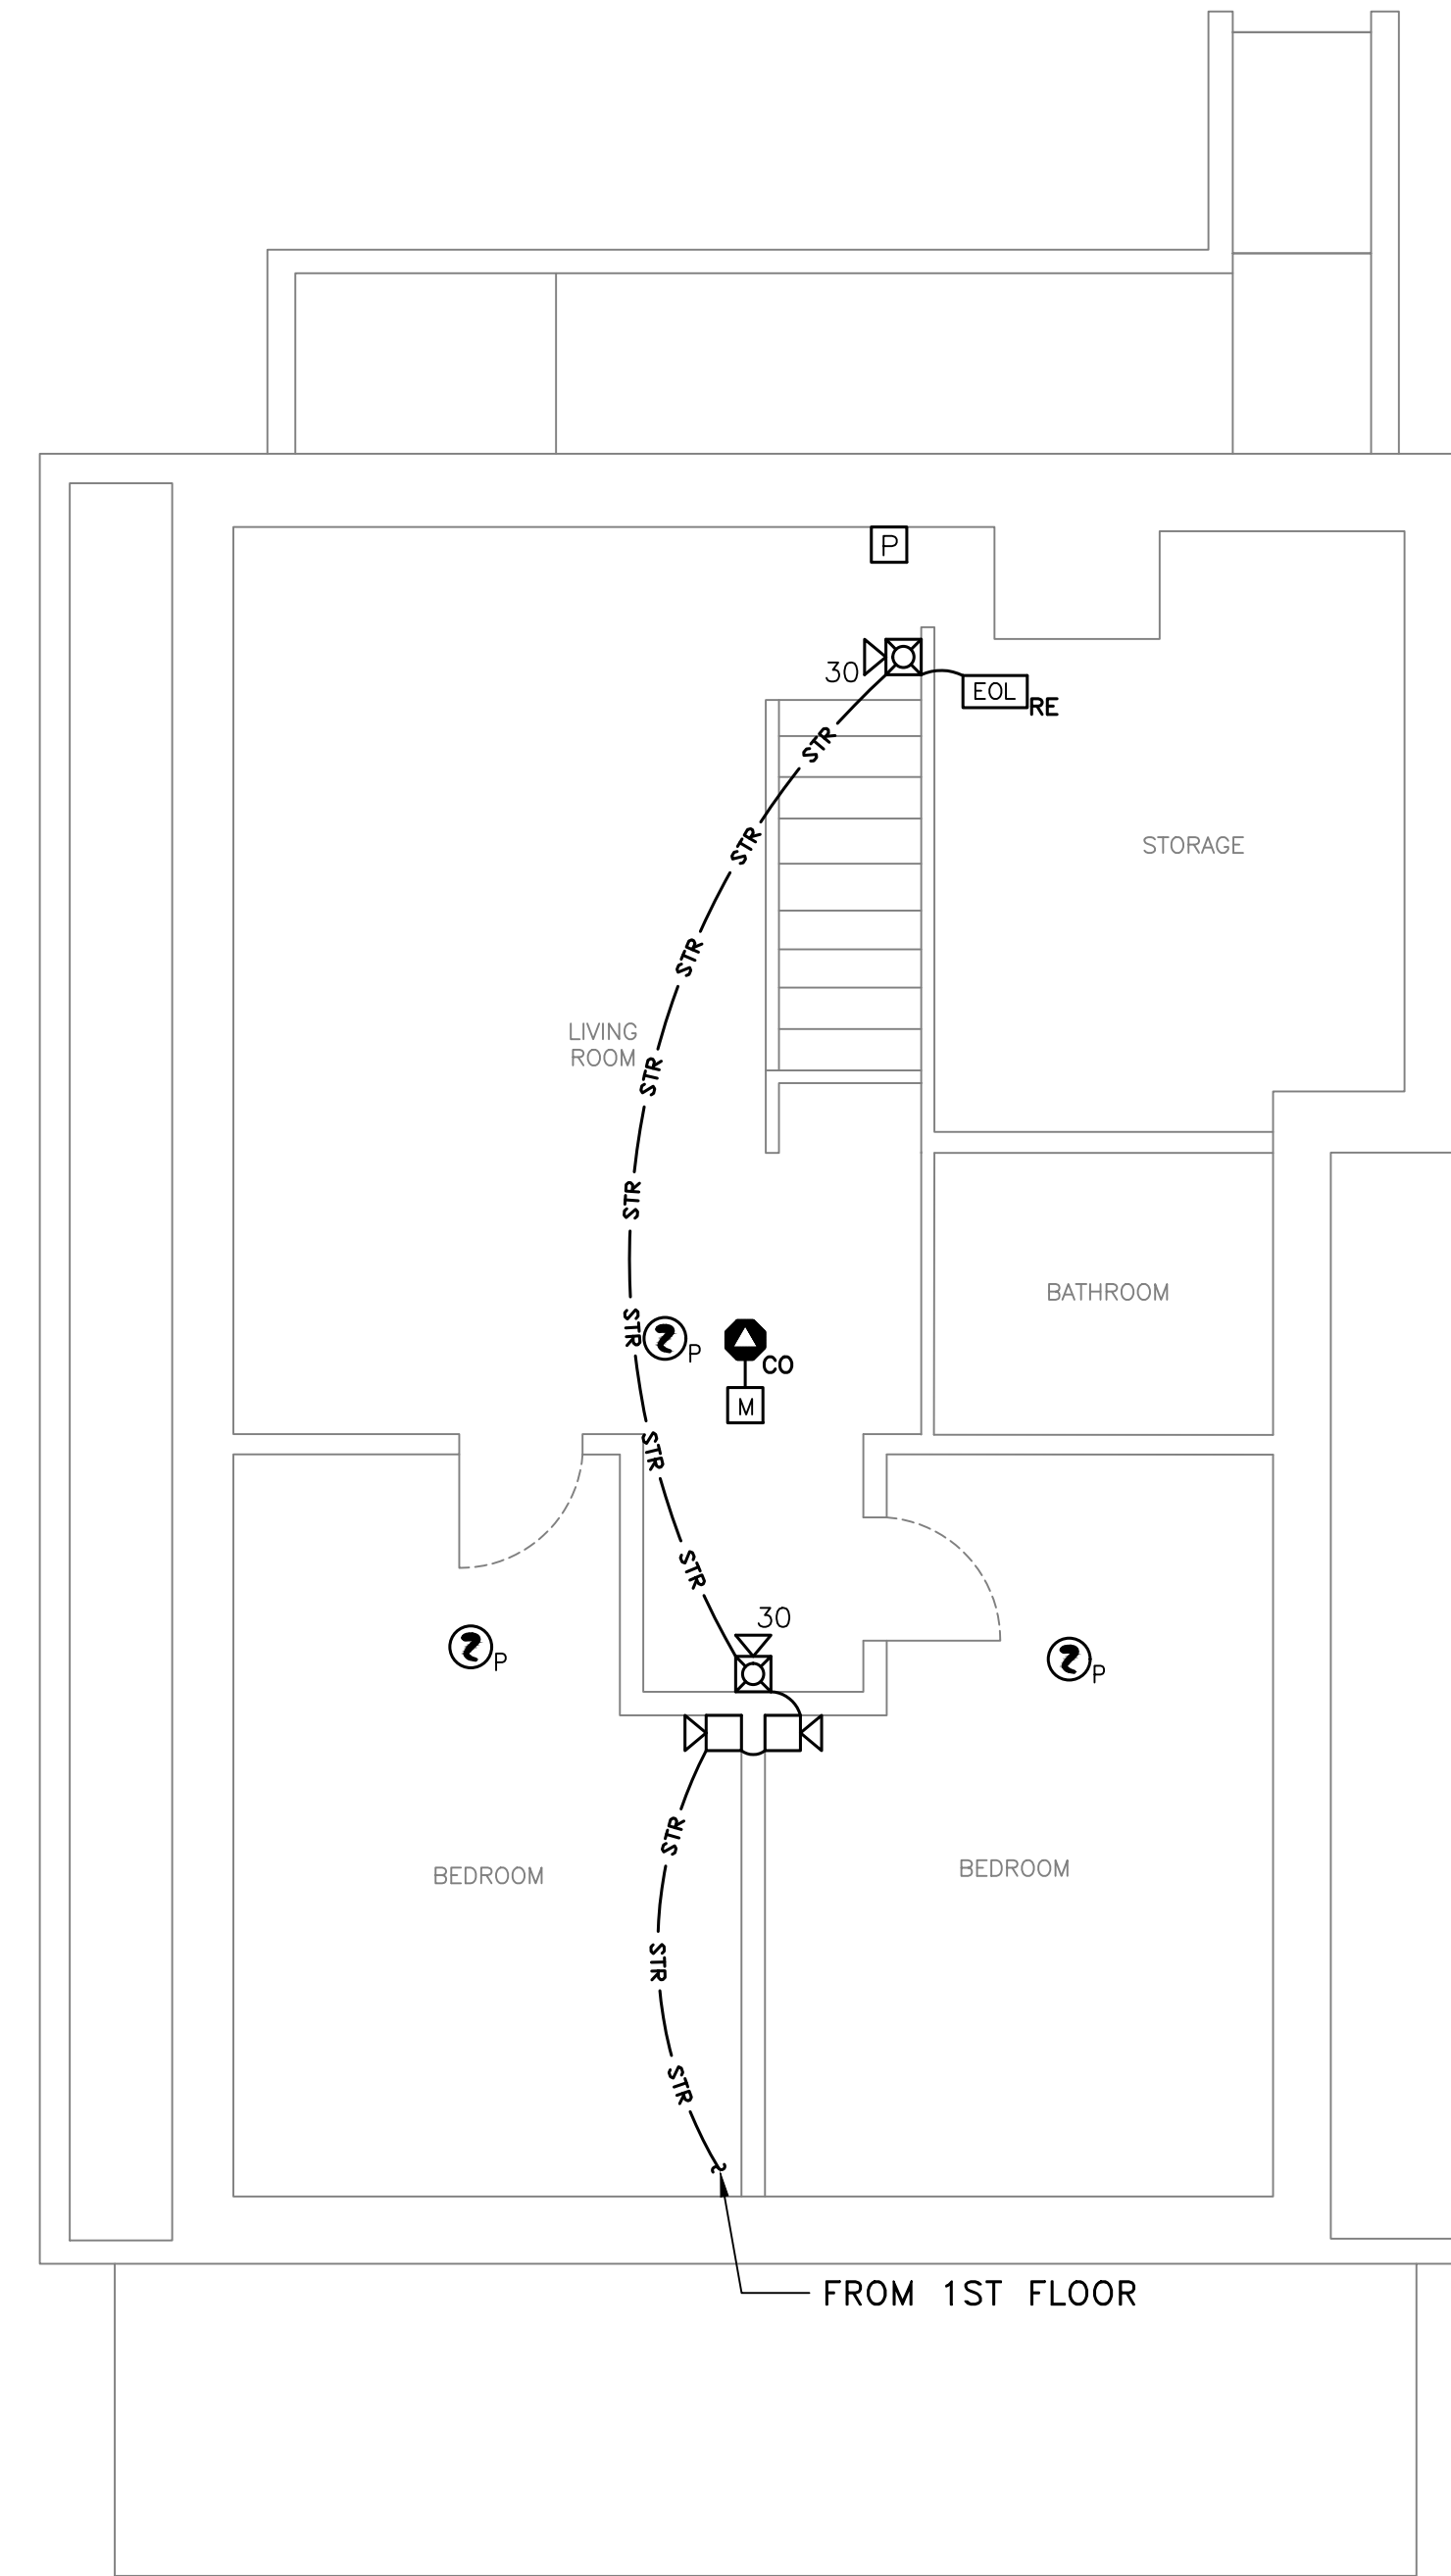 P
30
EOL
RE
STR
STR
STORAGE
STR
LIVING
ROOM
STR
STR
BATHROOM
STR
P
CO
M
STR
STR
30
P
P
STR
BEDROOM
BEDROOM
STR
STR
FROM 1ST FLOOR